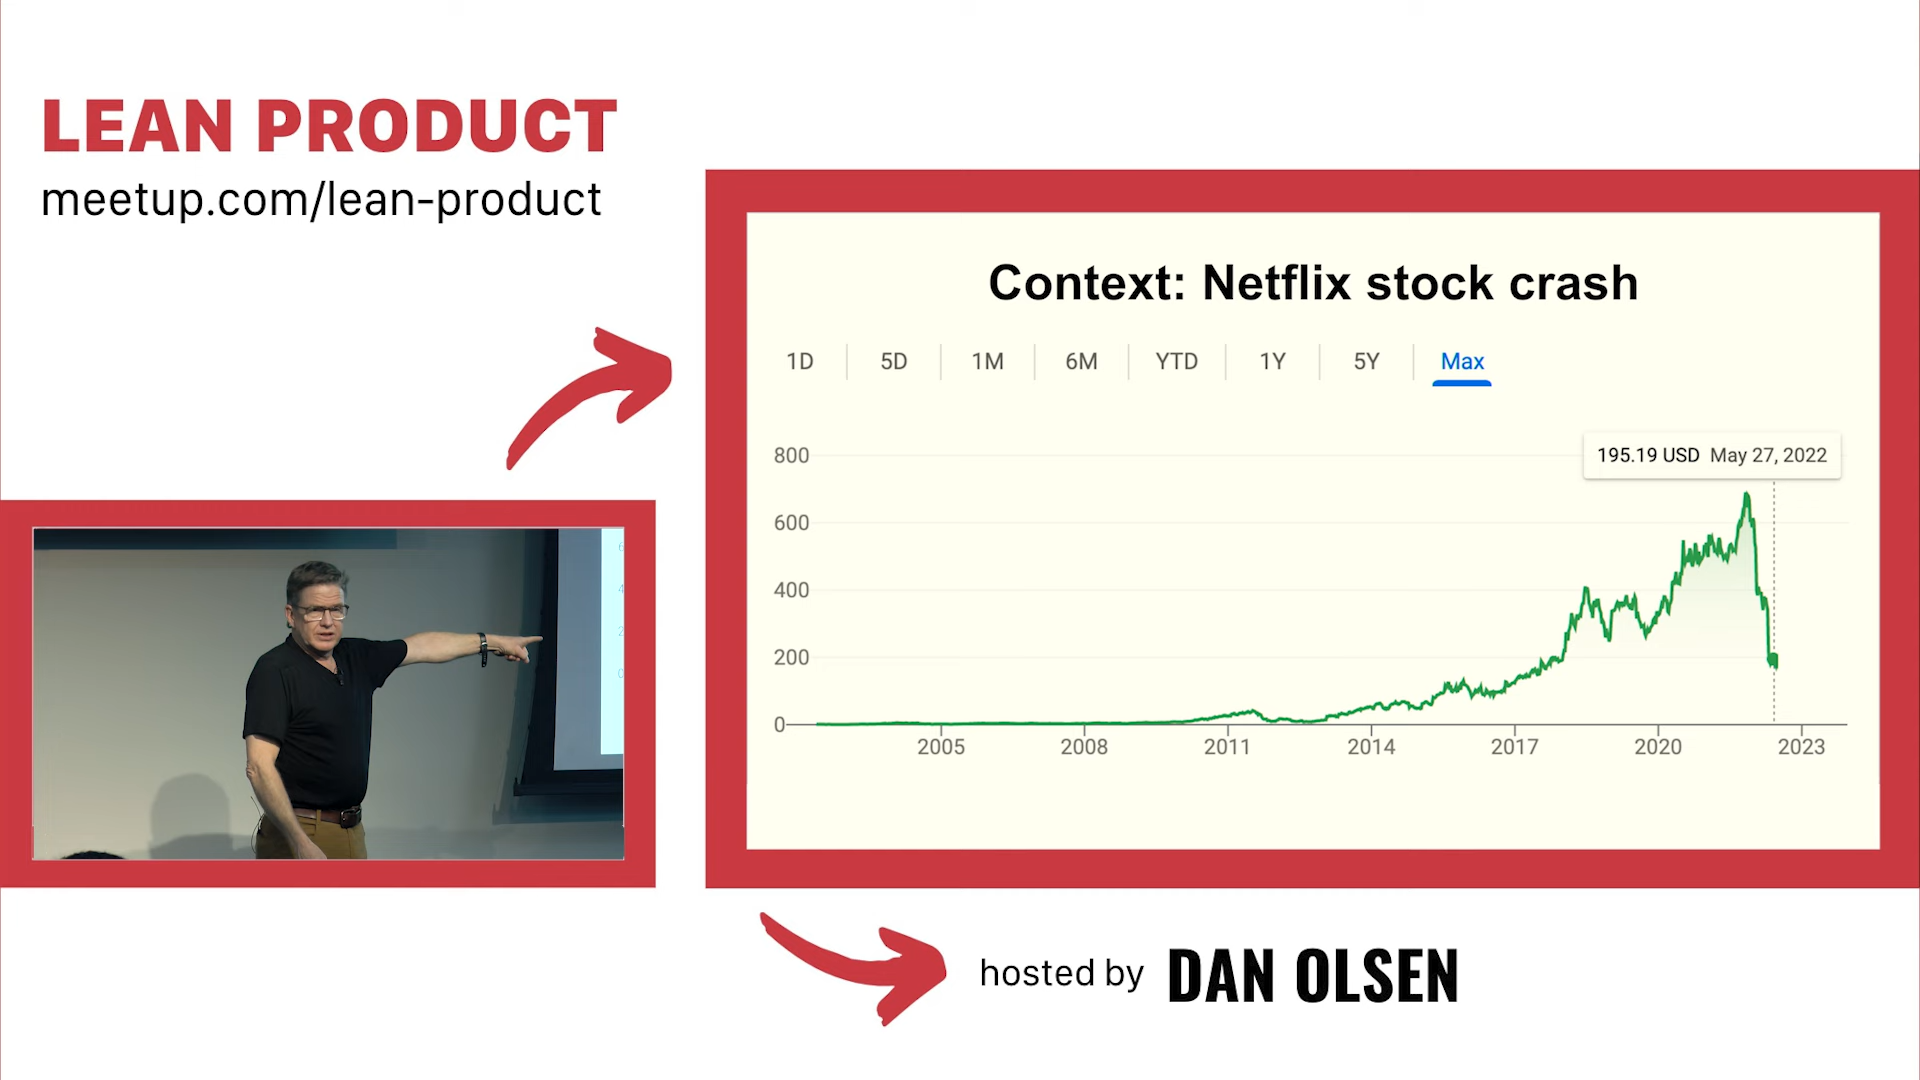 LEAN PRODUCT
meetup.com/lean-product
Context: Netflix stock crash
1D 5D 1M 6M YTD 1Y 5Y Max
195.19 USD May 27, 2022
800
600
400
200
0
2005 2008 2011 2014 2017 2020 2023
hosted by DAN OLSEN